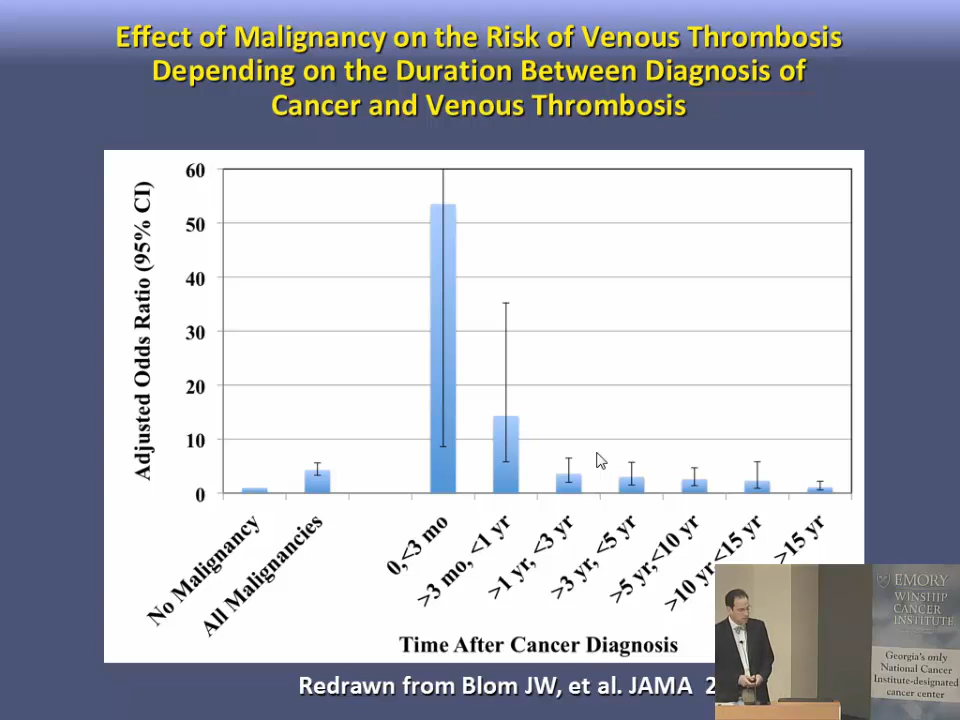 Effect of Malignancy on the Risk of Venous Thrombosis
Depending on the Duration Between Diagnosis of
Cancer and Venous Thrombosis
Adjusted Odds Ratio (95% CI)
60
50
40
30
20
10
0
No Malignancy
All Malignancies
0,<3 mo
>3 mo, <1 yr
>1 yr, <3 yr
>3 yr, <5 yr
>5 yr,<10 yr
>10 yr,<15 yr
>15 yr
Time After Cancer Diagnosis
Redrawn from Blom JW, et al. JAMA 2
EMORY
WINSHIP
CANCER
INSTITUTE
Georgia's only
National Cancer
Institute-designated
cancer center